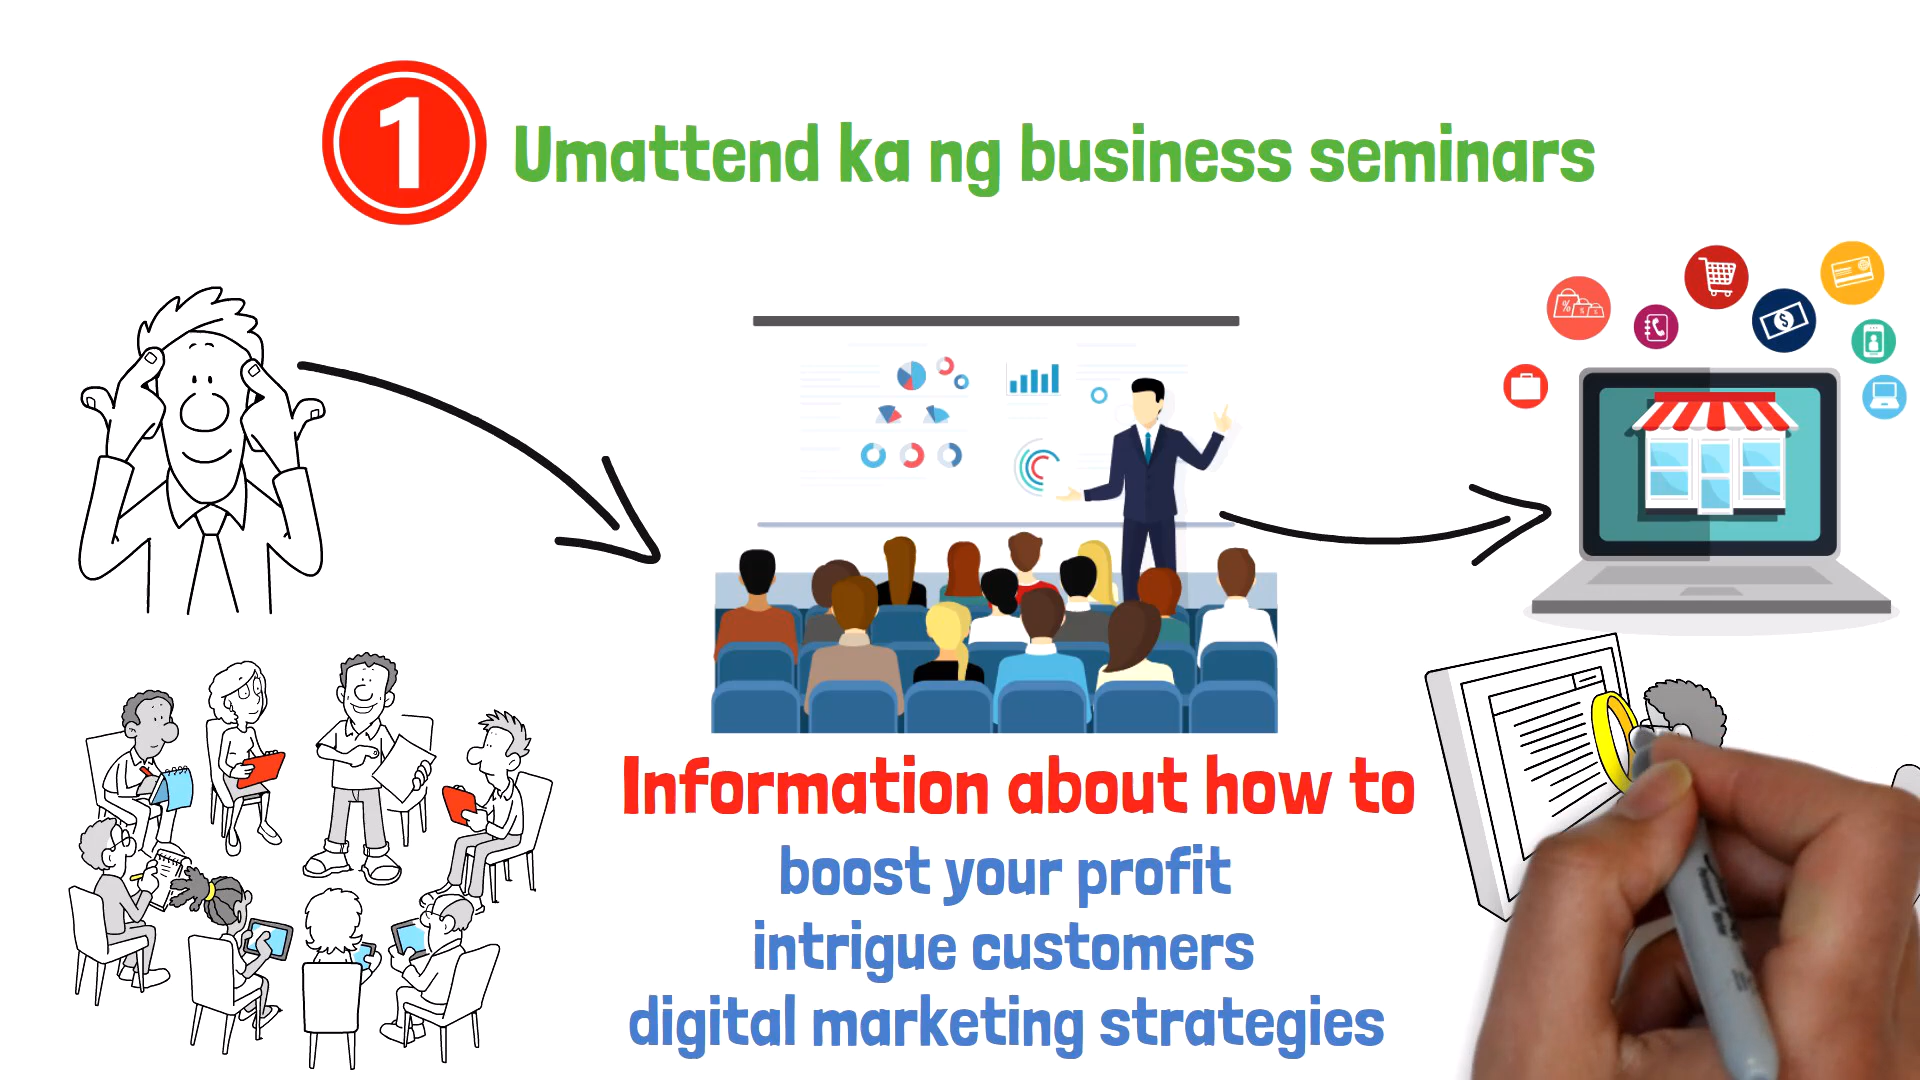 1
Umattend ka ng business seminars
Information about how to
boost your profit
intrigue customers
digital marketing strategies